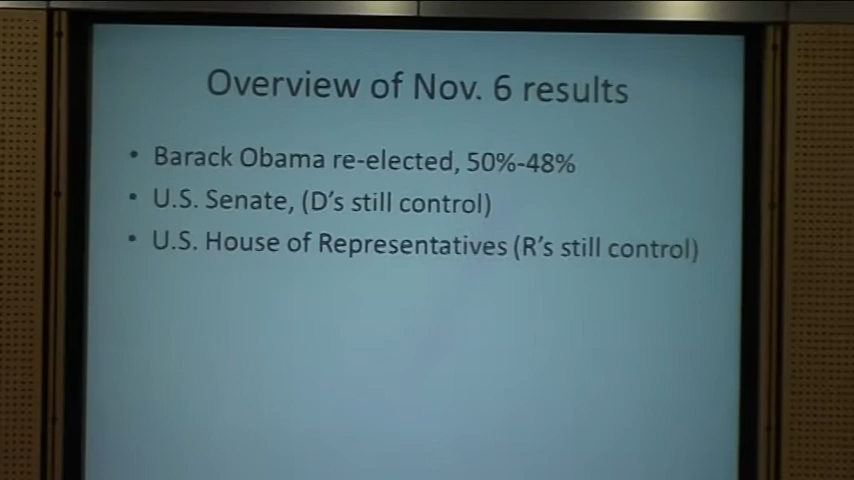 Overview of Nov. 6 results
• Barack Obama re-elected, 50%-48%
• U.S. Senate, (D's still control)
• U.S. House of Representatives (R's still control)